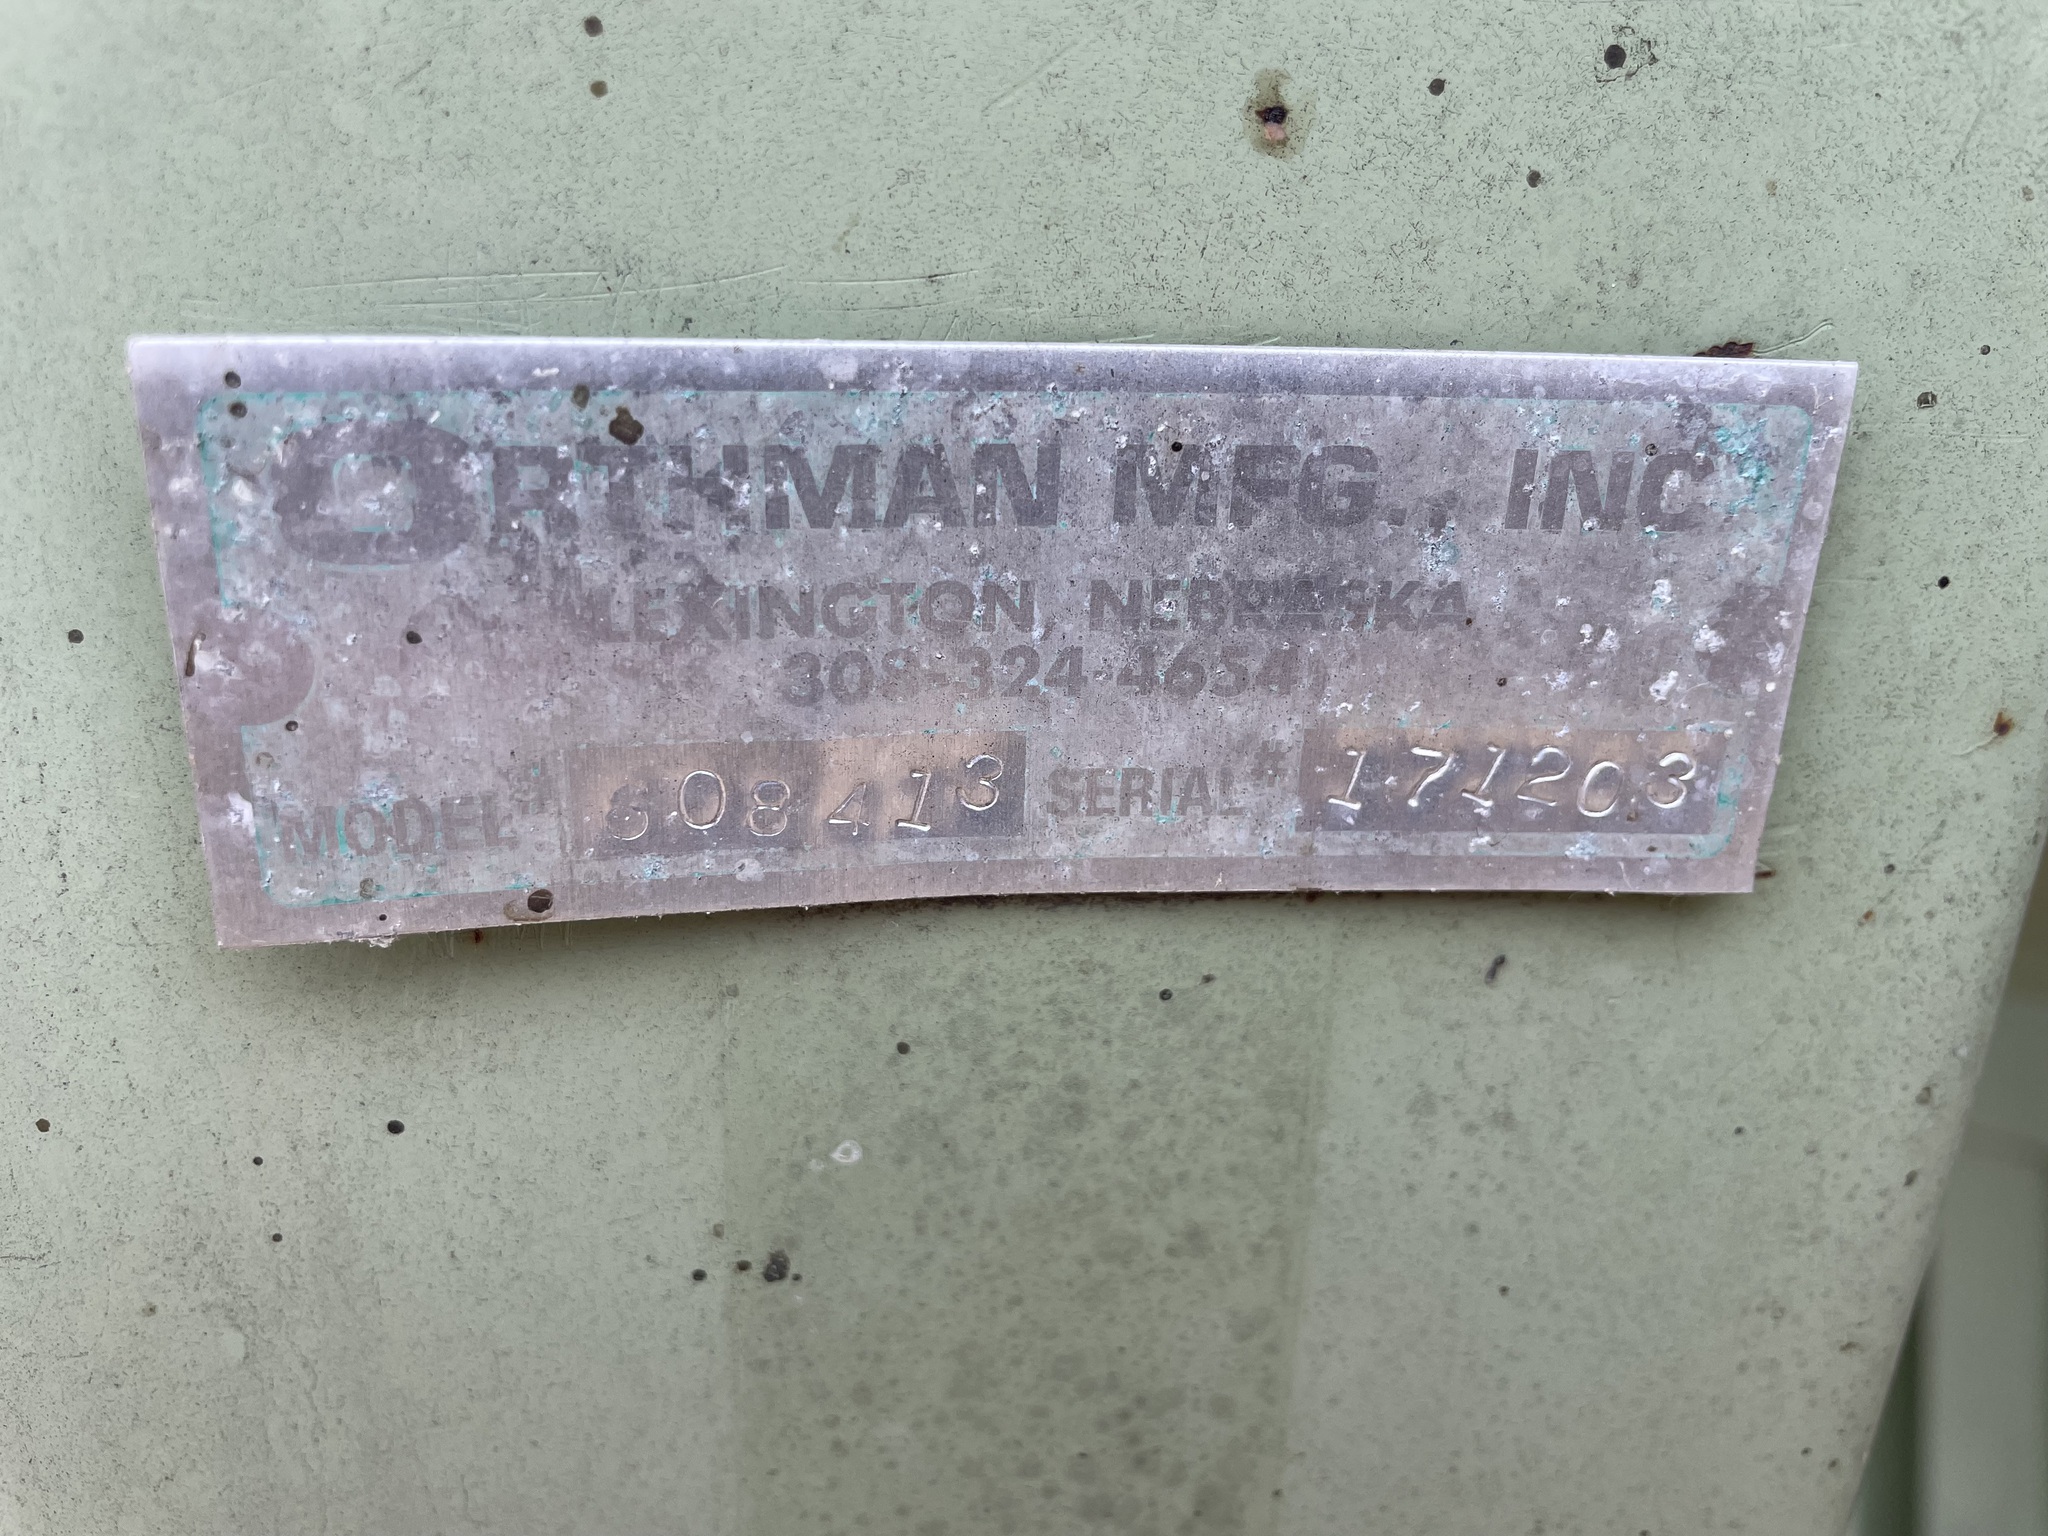 ORTHMAN MFG., INC
LEXINGTON, NEBRASKA
308-324-4654
MODEL# 608413 SERIAL# 171203